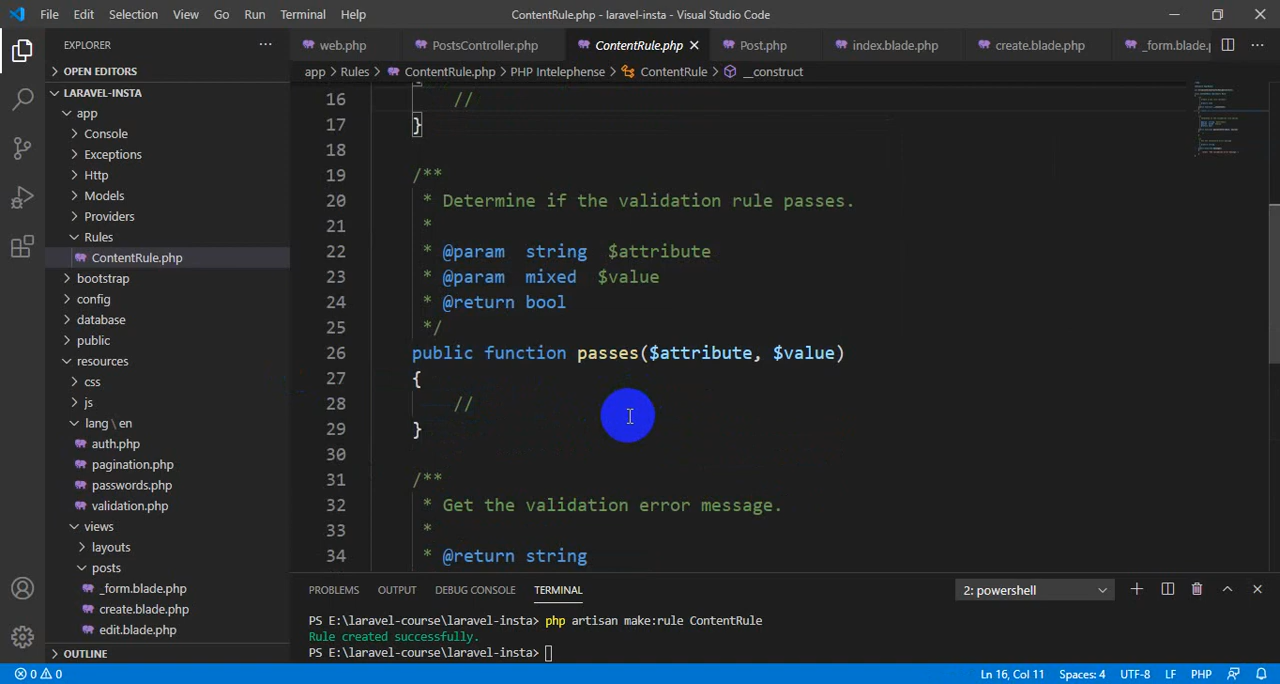 File Edit Selection View Go Run Terminal Help ContentRule.php - laravel-insta - Visual Studio Code
EXPLORER
web.php PostsController.php ContentRule.php Post.php index.blade.php create.blade.php _form.blade.p
OPEN EDITORS
app > Rules > ContentRule.php > PHP Intelephense > ContentRule > __construct
LARAVEL-INSTA
app
Console
Exceptions
Http
Models
Providers
Rules
ContentRule.php
bootstrap
config
database
public
resources
css
js
lang \ en
auth.php
pagination.php
passwords.php
validation.php
views
layouts
posts
_form.blade.php
create.blade.php
edit.blade.php
OUTLINE
{
16 //
17 }
18
19 /**
20 * Determine if the validation rule passes.
21 *
22 * @param string $attribute
23 * @param mixed $value
24 * @return bool
25 */
26 public function passes($attribute, $value)
27 {
28 //
29 }
30
31 /**
32 * Get the validation error message.
33 *
34 * @return string
PROBLEMS OUTPUT DEBUG CONSOLE TERMINAL 2: powershell
PS E:\laravel-course\laravel-insta> php artisan make:rule ContentRule
Rule created successfully.
PS E:\laravel-course\laravel-insta>
0 0 Ln 16, Col 11 Spaces: 4 UTF-8 LF PHP